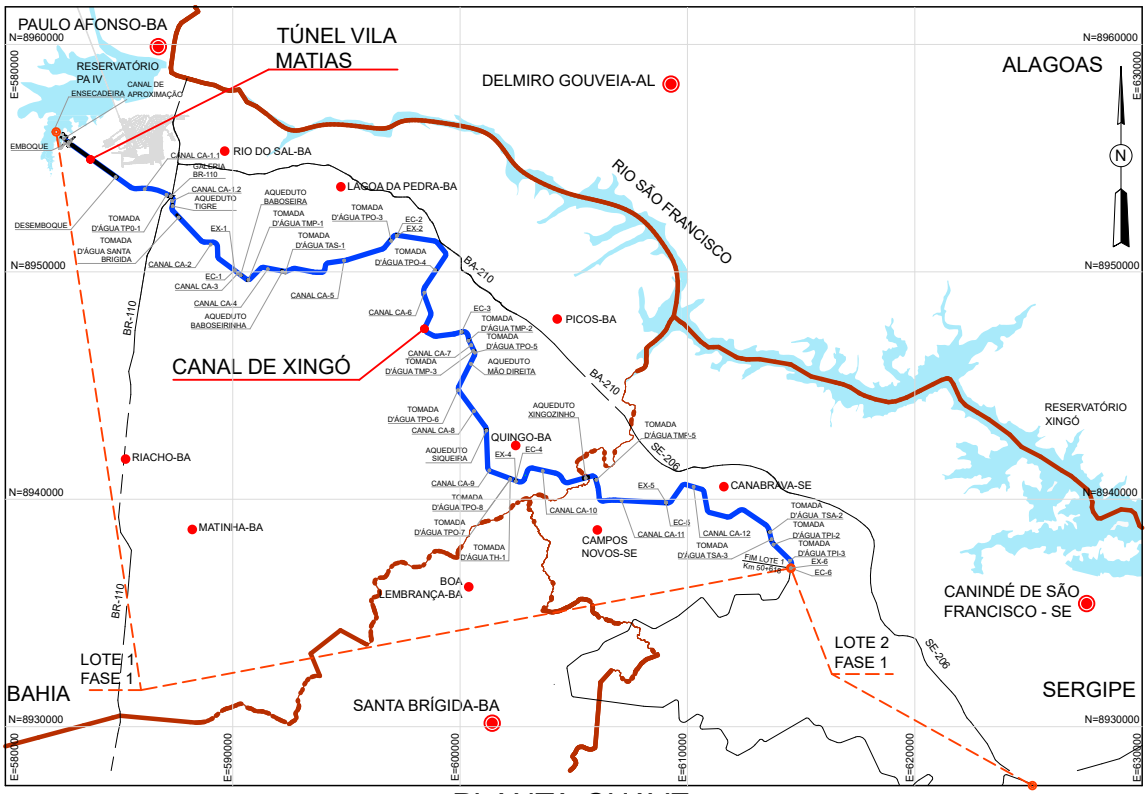 PAULO AFONSO-BA
N=8960000
E=580000
RESERVATÓRIO
PA IV
ENSECADEIRA
CANAL DE
APROXIMAÇÃO
EMBOQUE
TÚNEL VILA
MATIAS
DELMIRO GOUVEIA-AL
ALAGOAS
N=8960000
E=630000
N
RIO DO SAL-BA
LAGOA DA PEDRA-BA
RIO SÃO FRANCISCO
CANAL CA-1.1
GALERIA
BR-110
CANAL CA-1.2
AQUEDUTO
TIGRE
DESEMBOQUE
TOMADA
D'ÁGUA TPO-1
TOMADA
D'ÁGUA SANTA
BRIGIDA
CANAL CA-2
EX-1
AQUEDUTO
BABOSEIRA
TOMADA
D'ÁGUA TMP-1
TOMADA
D'ÁGUA TAS-1
TOMADA
D'ÁGUA TPO-3
EC-2
EX-2
TOMADA
D'ÁGUA TPO-4
EC-1
CANAL CA-3
CANAL CA-4
AQUEDUTO
BABOSEIRINHA
CANAL CA-5
CANAL CA-6
BA-210
N=8950000
N=8950000
BR-110
CANAL DE XINGÓ
EC-3
TOMADA
D'ÁGUA TMP-2
TOMADA
D'ÁGUA TPO-5
CANAL CA-7
TOMADA
D'ÁGUA TMP-3
AQUEDUTO
MÃO DIREITA
PICOS-BA
BA-210
TOMADA
D'ÁGUA TPO-6
CANAL CA-8
AQUEDUTO
XINGOZINHO
TOMADA
D'ÁGUA TMP-5
RESERVATÓRIO
XINGÓ
RIACHO-BA
AQUEDUTO
SIQUEIRA
QUINGO-BA
EX-4
EC-4
SE-206
CANAL CA-9
TOMADA
D'ÁGUA TPO-8
CANAL CA-10
EX-5
CANABRAVA-SE
N=8940000
N=8940000
MATINHA-BA
TOMADA
D'ÁGUA TPO-7
TOMADA
D'ÁGUA TH-1
CAMPOS
NOVOS-SE
CANAL CA-11
EC-5
CANAL CA-12
TOMADA
D'ÁGUA TSA-3
TOMADA
D'ÁGUA TSA-2
TOMADA
D'ÁGUA TPI-2
TOMADA
D'ÁGUA TPI-3
EX-6
EC-6
FIM LOTE 1
Km 50+618
BOA
LEMBRANÇA-BA
BR-110
CANINDÉ DE SÃO
FRANCISCO - SE
LOTE 1
FASE 1
LOTE 2
FASE 1
SE-206
BAHIA
SERGIPE
SANTA BRÍGIDA-BA
N=8930000
N=8930000
E=580000
E=590000
E=600000
E=610000
E=620000
E=630000